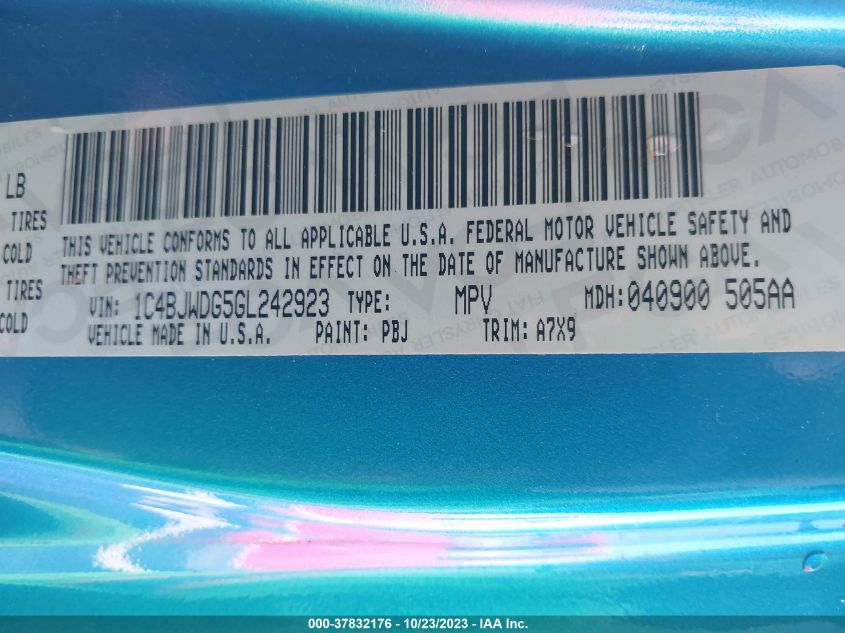 LB
TIRES
COLD
TIRES
COLD
THIS VEHICLE CONFORMS TO ALL APPLICABLE U.S.A. FEDERAL MOTOR VEHICLE SAFETY AND
THEFT PREVENTION STANDARDS IN EFFECT ON THE DATE OF MANUFACTURE SHOWN ABOVE.
VIN: 1C4BJWDG5GL242923 TYPE: MPV MDH: 040900 505AA
VEHICLE MADE IN U.S.A. PAINT: PBJ TRIM: A7X9
000-37832176 - 10/23/2023 - IAA Inc.